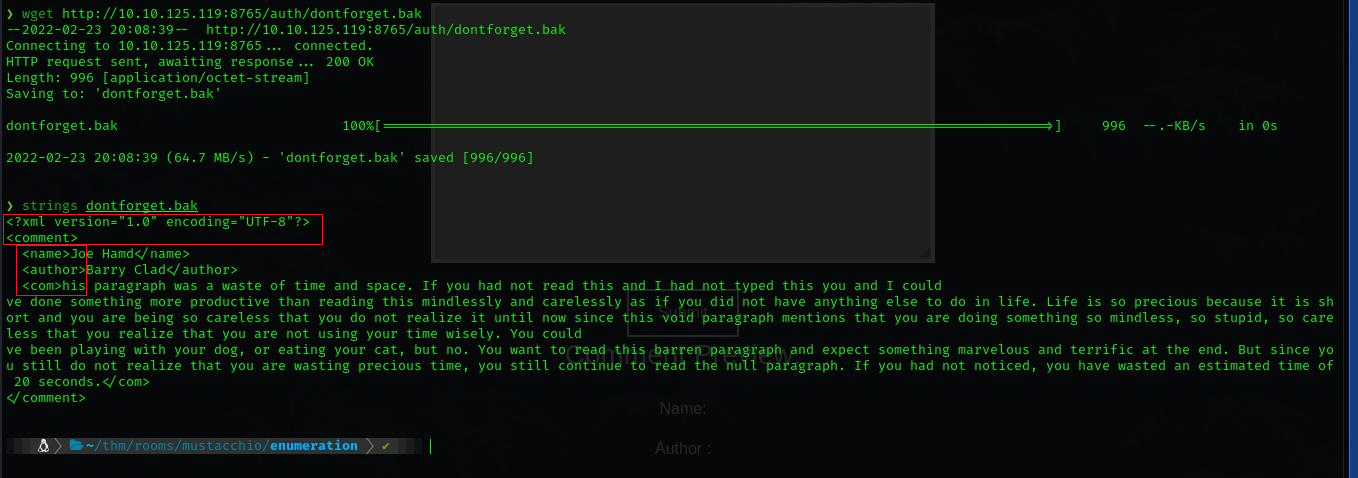 ❯ wget http://10.10.125.119:8765/auth/dontforget.bak
--2022-02-23 20:08:39--  http://10.10.125.119:8765/auth/dontforget.bak
Connecting to 10.10.125.119:8765... connected.
HTTP request sent, awaiting response... 200 OK
Length: 996 [application/octet-stream]
Saving to: 'dontforget.bak'
dontforget.bak 100%[===================>] 996 --.-KB/s in 0s
2022-02-23 20:08:39 (64.7 MB/s) - 'dontforget.bak' saved [996/996]
❯ strings dontforget.bak
<?xml version="1.0" encoding="UTF-8"?>
<comment>
<name>Joe Hamd</name>
<author>Barry Clad</author>
<com>his paragraph was a waste of time and space. If you had not read this and I had not typed this you and I could
ve done something more productive than reading this mindlessly and carelessly as if you did not have anything else to do in life. Life is so precious because it is sh
ort and you are being so careless that you do not realize it until now since this void paragraph mentions that you are doing something so mindless, so stupid, so care
less that you realize that you are not using your time wisely. You could
ve been playing with your dog, or eating your cat, but no. You want to read this barren paragraph and expect something marvelous and terrific at the end. But since yo
u still do not realize that you are wasting precious time, you still continue to read the null paragraph. If you had not noticed, you have wasted an estimated time of
20 seconds.</com>
</comment>
Submit
Comment Preview
Name:
Author :
~/thm/rooms/mustacchio/enumeration ✔